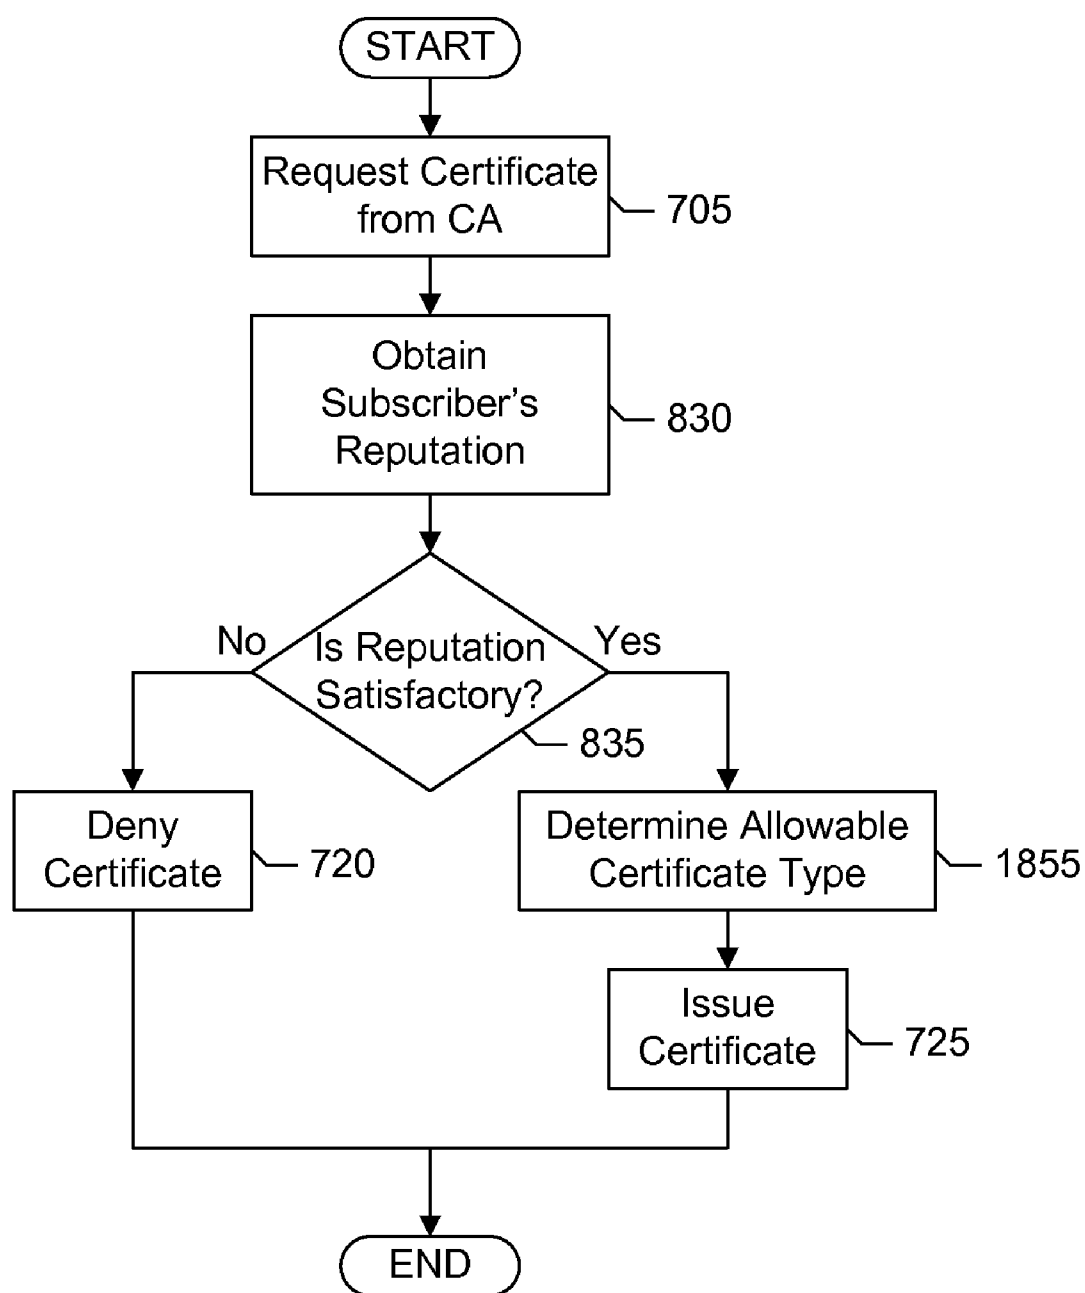 START
Request Certificate
from CA
705
Obtain
Subscriber's
Reputation
830
No
Is Reputation
Satisfactory?
Yes
835
Deny
Certificate
720
Determine Allowable
Certificate Type
1855
Issue
Certificate
725
END